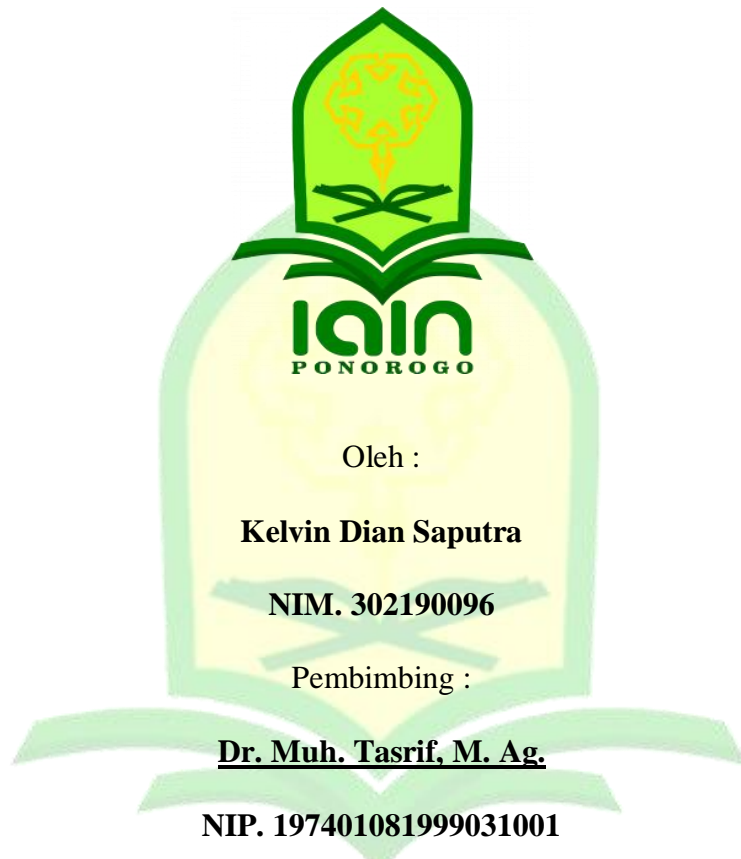 IAIN
PONOROGO
Oleh :
Kelvin Dian Saputra
NIM. 302190096
Pembimbing :
Dr. Muh. Tasrif, M. Ag.
NIP. 197401081999031001